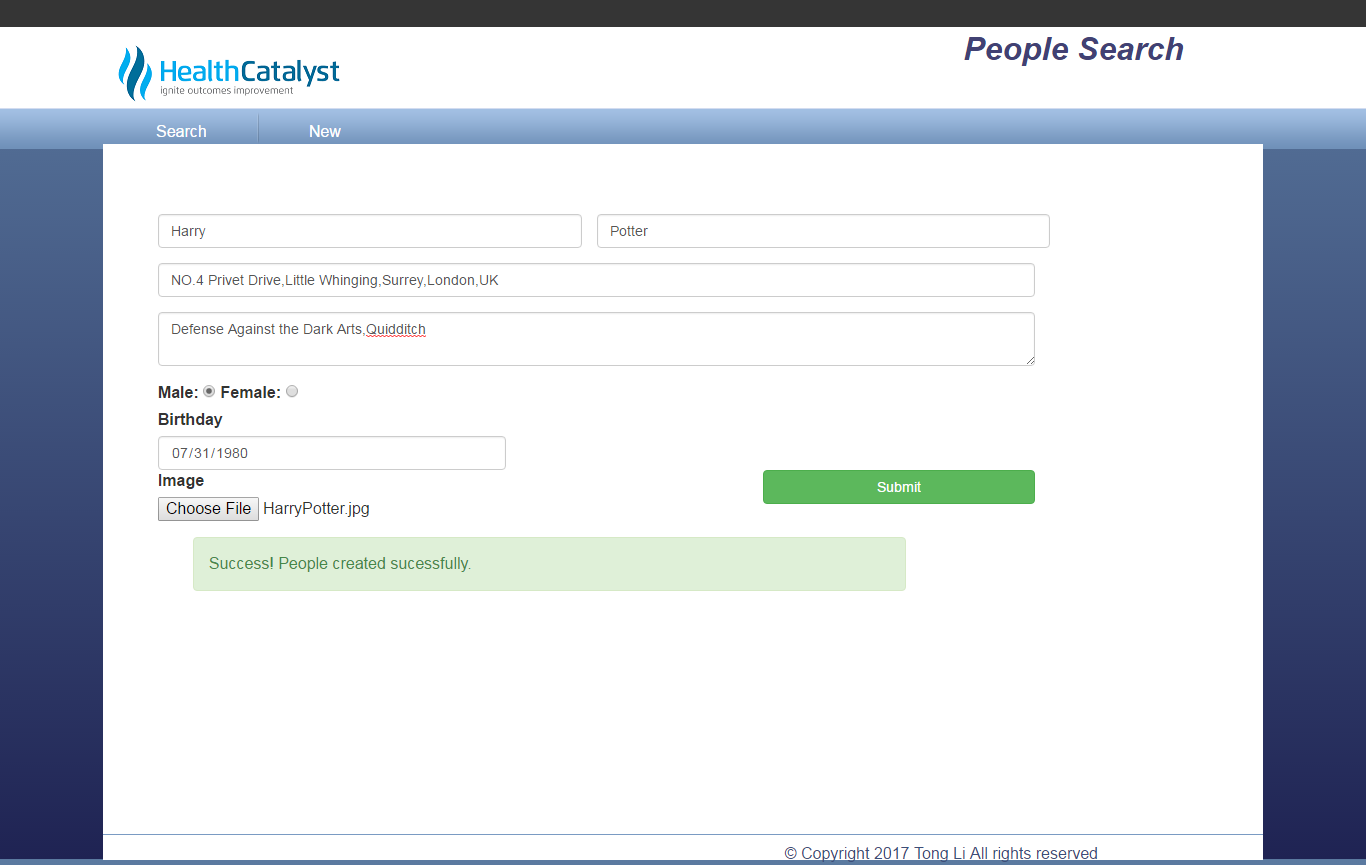 People Search
HealthCatalyst
ignite outcomes improvement
Search New
Harry Potter
NO.4 Privet Drive,Little Whinging,Surrey,London,UK
Defense Against the Dark Arts,Quidditch
Male: Female:
Birthday
07/31/1980
Image
Submit
Choose File HarryPotter.jpg
Success! People created sucessfully.
© Copyright 2017 Tong Li All rights reserved